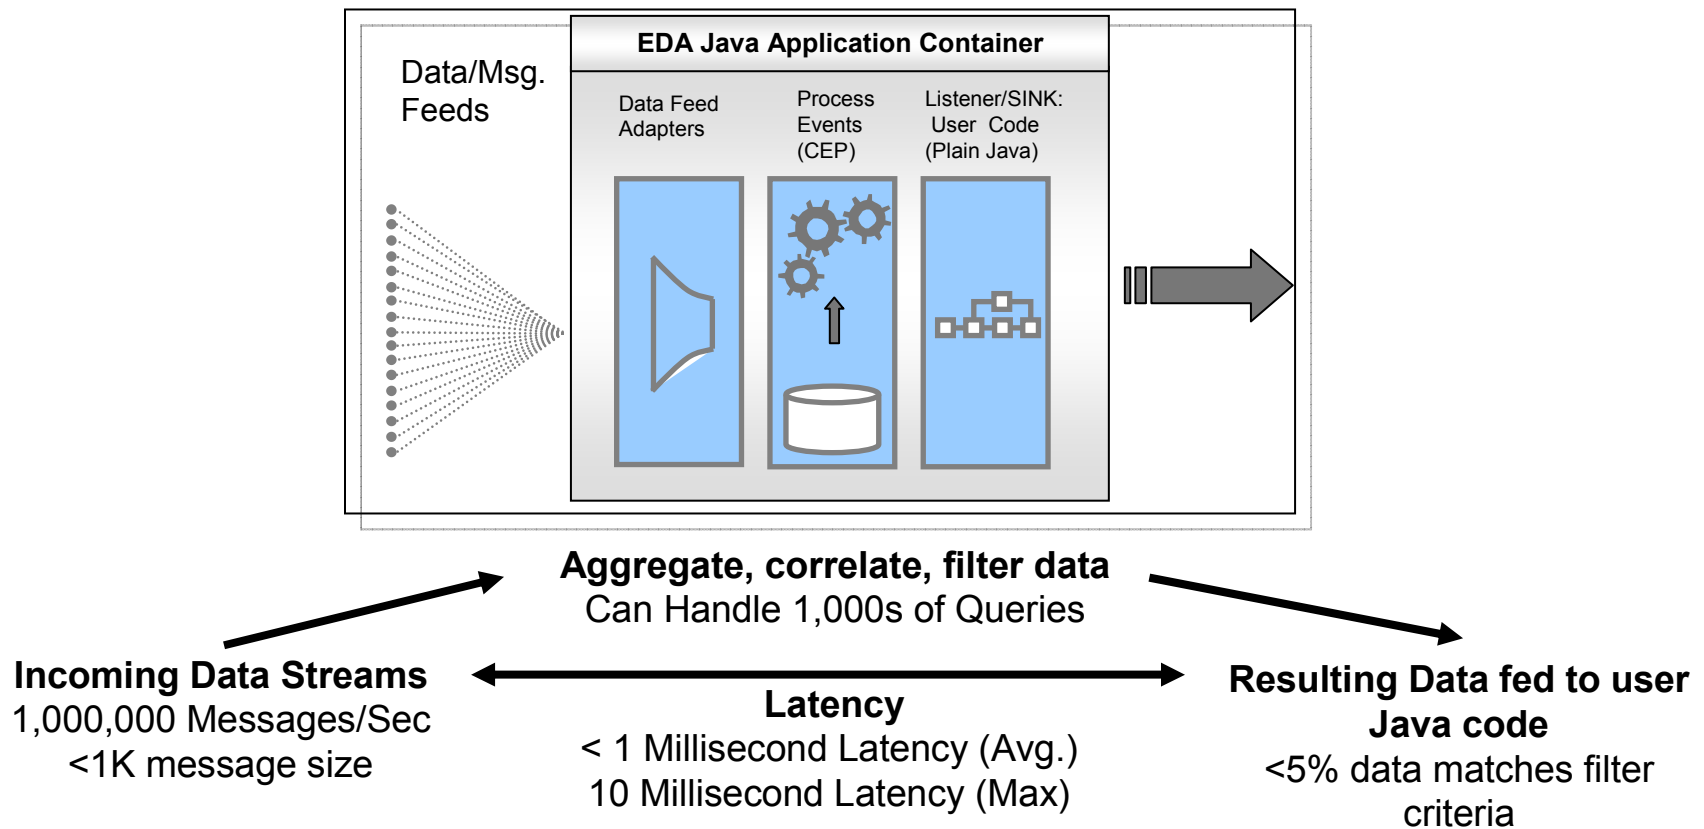 EDA Java Application Container
Data/Msg.
Feeds
Data Feed
Adapters
Process
Events
(CEP)
Listener/SINK:
User Code
(Plain Java)
Aggregate, correlate, filter data
Can Handle 1,000s of Queries
Incoming Data Streams
1,000,000 Messages/Sec
<1K message size
Latency
< 1 Millisecond Latency (Avg.)
10 Millisecond Latency (Max)
Resulting Data fed to user
Java code
<5% data matches filter
criteria